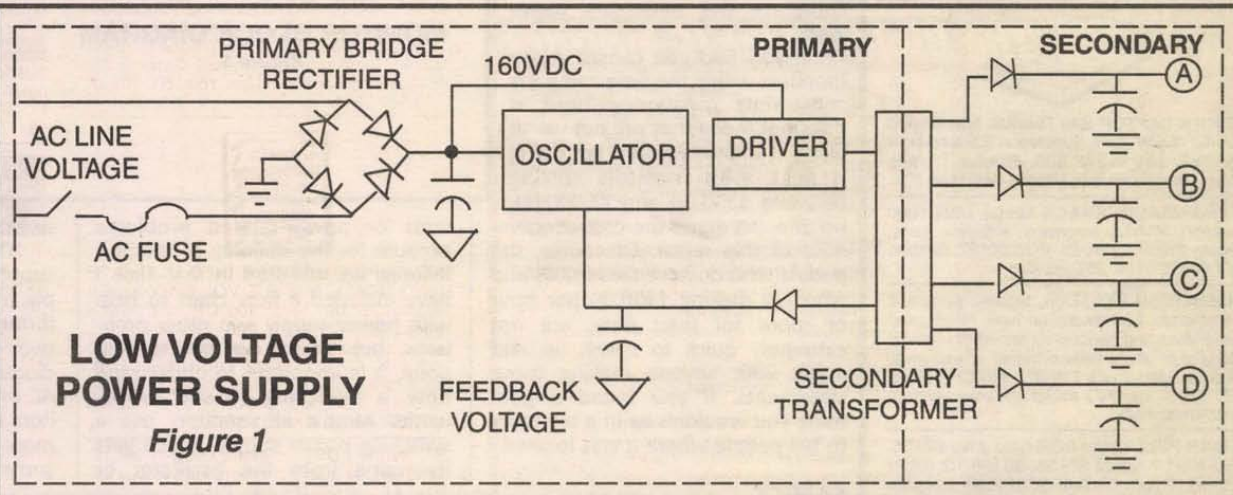 PRIMARY BRIDGE
RECTIFIER
160VDC
PRIMARY
SECONDARY
A
AC LINE
VOLTAGE
OSCILLATOR
DRIVER
B
AC FUSE
C
LOW VOLTAGE
POWER SUPPLY
Figure 1
FEEDBACK
VOLTAGE
SECONDARY
TRANSFORMER
D